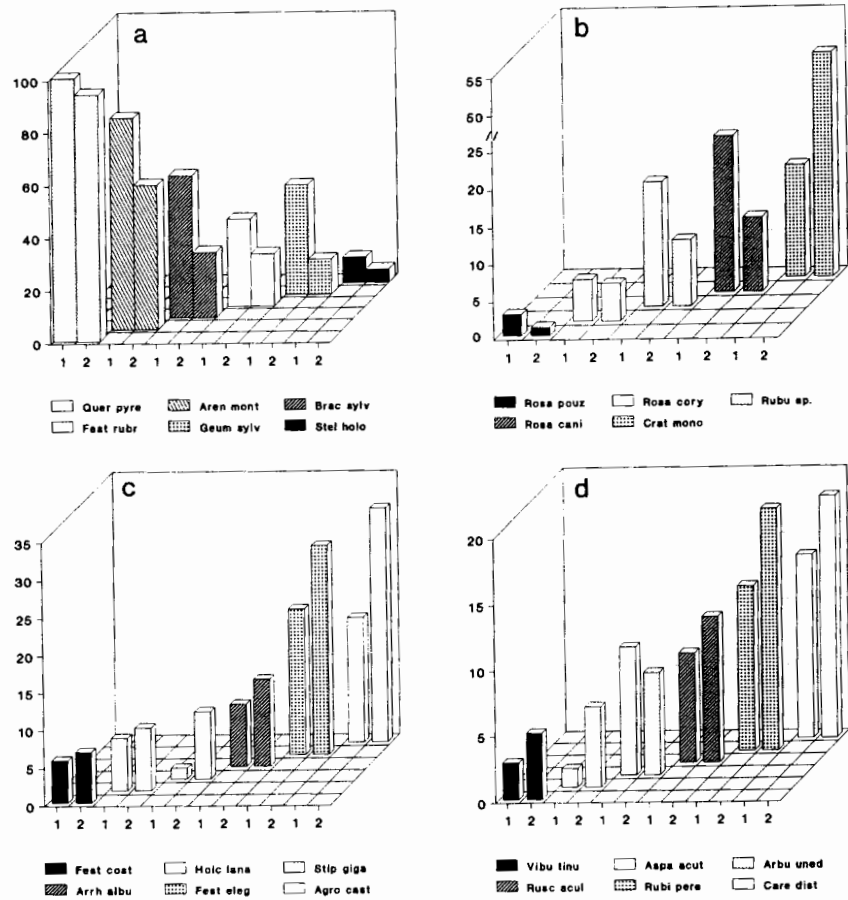 a
100
80
60
40
20
0
1 2 1 2 1 2 1 2 1 2
Quer pyre Aren mont Brac sylv
Fest rubr Geum sylv Stel holo
b
55
50
25
20
15
10
5
0
1 2 1 2 1 2 1 2 1 2
Rosa pouz Rosa cory Rubu sp.
Rosa cani Crat mono
c
35
30
25
20
15
10
5
0
1 2 1 2 1 2 1 2 1 2 1 2
Fest cost Holc lana Stip giga
Arrh albu Fest eleg Agro cast
d
20
15
10
5
0
1 2 1 2 1 2 1 2 1 2 1 2
Vibu tinu Aspa acut Arbu uned
Rusc acul Rubi pere Care dist